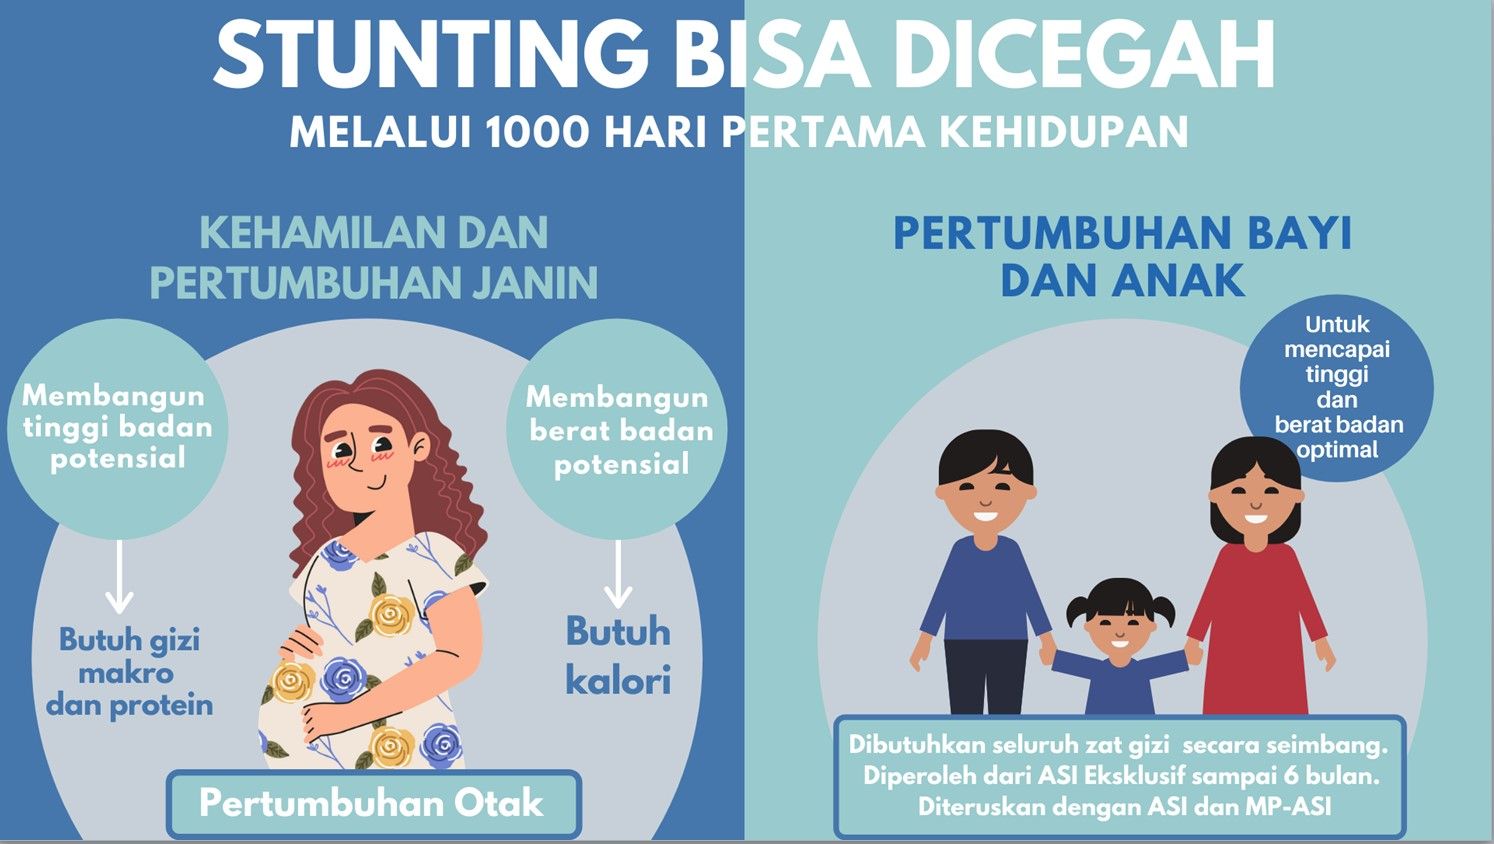 STUNTING BISA DICEGAH
MELALUI 1000 HARI PERTAMA KEHIDUPAN
KEHAMILAN DAN
PERTUMBUHAN JANIN
Membangun
tinggi badan
potensial
Membangun
berat badan
potensial
Butuh gizi
makro
dan protein
Butuh
kalori
Pertumbuhan Otak
PERTUMBUHAN BAYI
DAN ANAK
Untuk
mencapai
tinggi
dan
berat badan
optimal
Dibutuhkan seluruh zat gizi secara seimbang.
Diperoleh dari ASI Eksklusif sampai 6 bulan.
Diteruskan dengan ASI dan MP-ASI